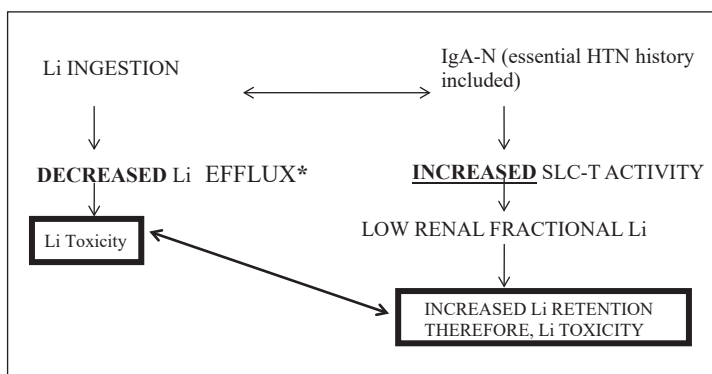 Li INGESTION
IgA-N (essential HTN history
included)
DECREASED Li EFFLUX*
INCREASED SLC-T ACTIVITY
Li Toxicity
LOW RENAL FRACTIONAL Li
INCREASED Li RETENTION
THEREFORE, Li TOXICITY